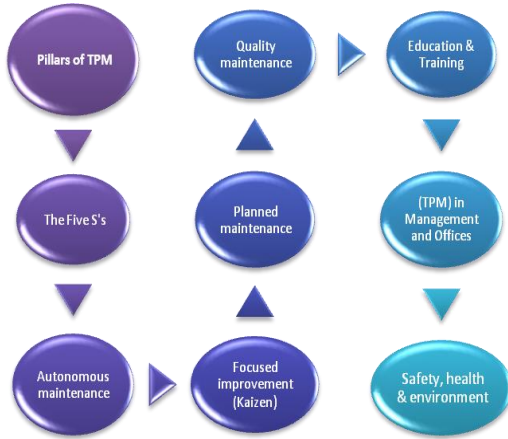 Pillars of TPM
The Five S's
Autonomous
maintenance
Focused
improvement
(Kaizen)
Planned
maintenance
Quality
maintenance
Education &
Training
(TPM) in
Management
and Offices
Safety, health
& environment